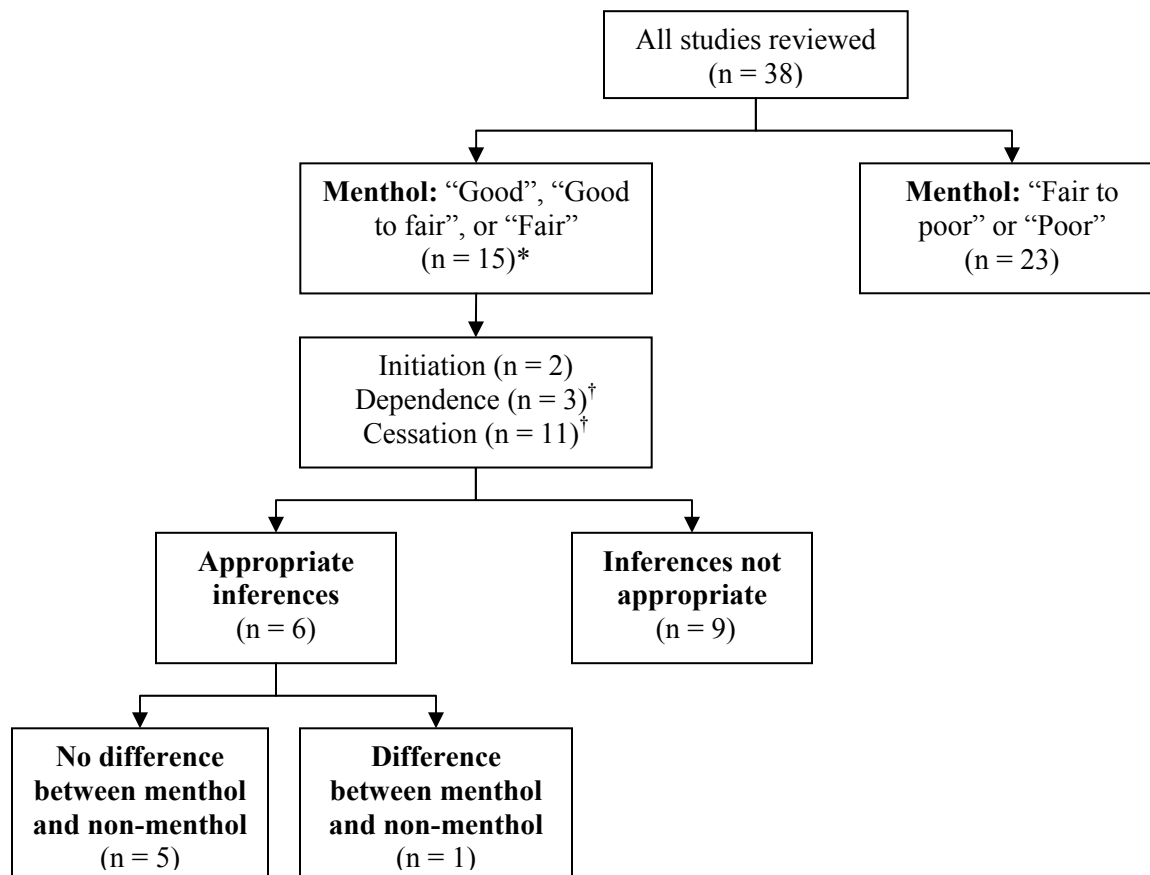 All studies reviewed
(n = 38)
Menthol: “Good”, “Good
to fair”, or “Fair”
(n = 15)*
Menthol: “Fair to
poor” or “Poor”
(n = 23)
Initiation (n = 2)
Dependence (n = 3)†
Cessation (n = 11)†
Appropriate
inferences
(n = 6)
Inferences not
appropriate
(n = 9)
No difference
between menthol
and non-menthol
(n = 5)
Difference
between menthol
and non-menthol
(n = 1)